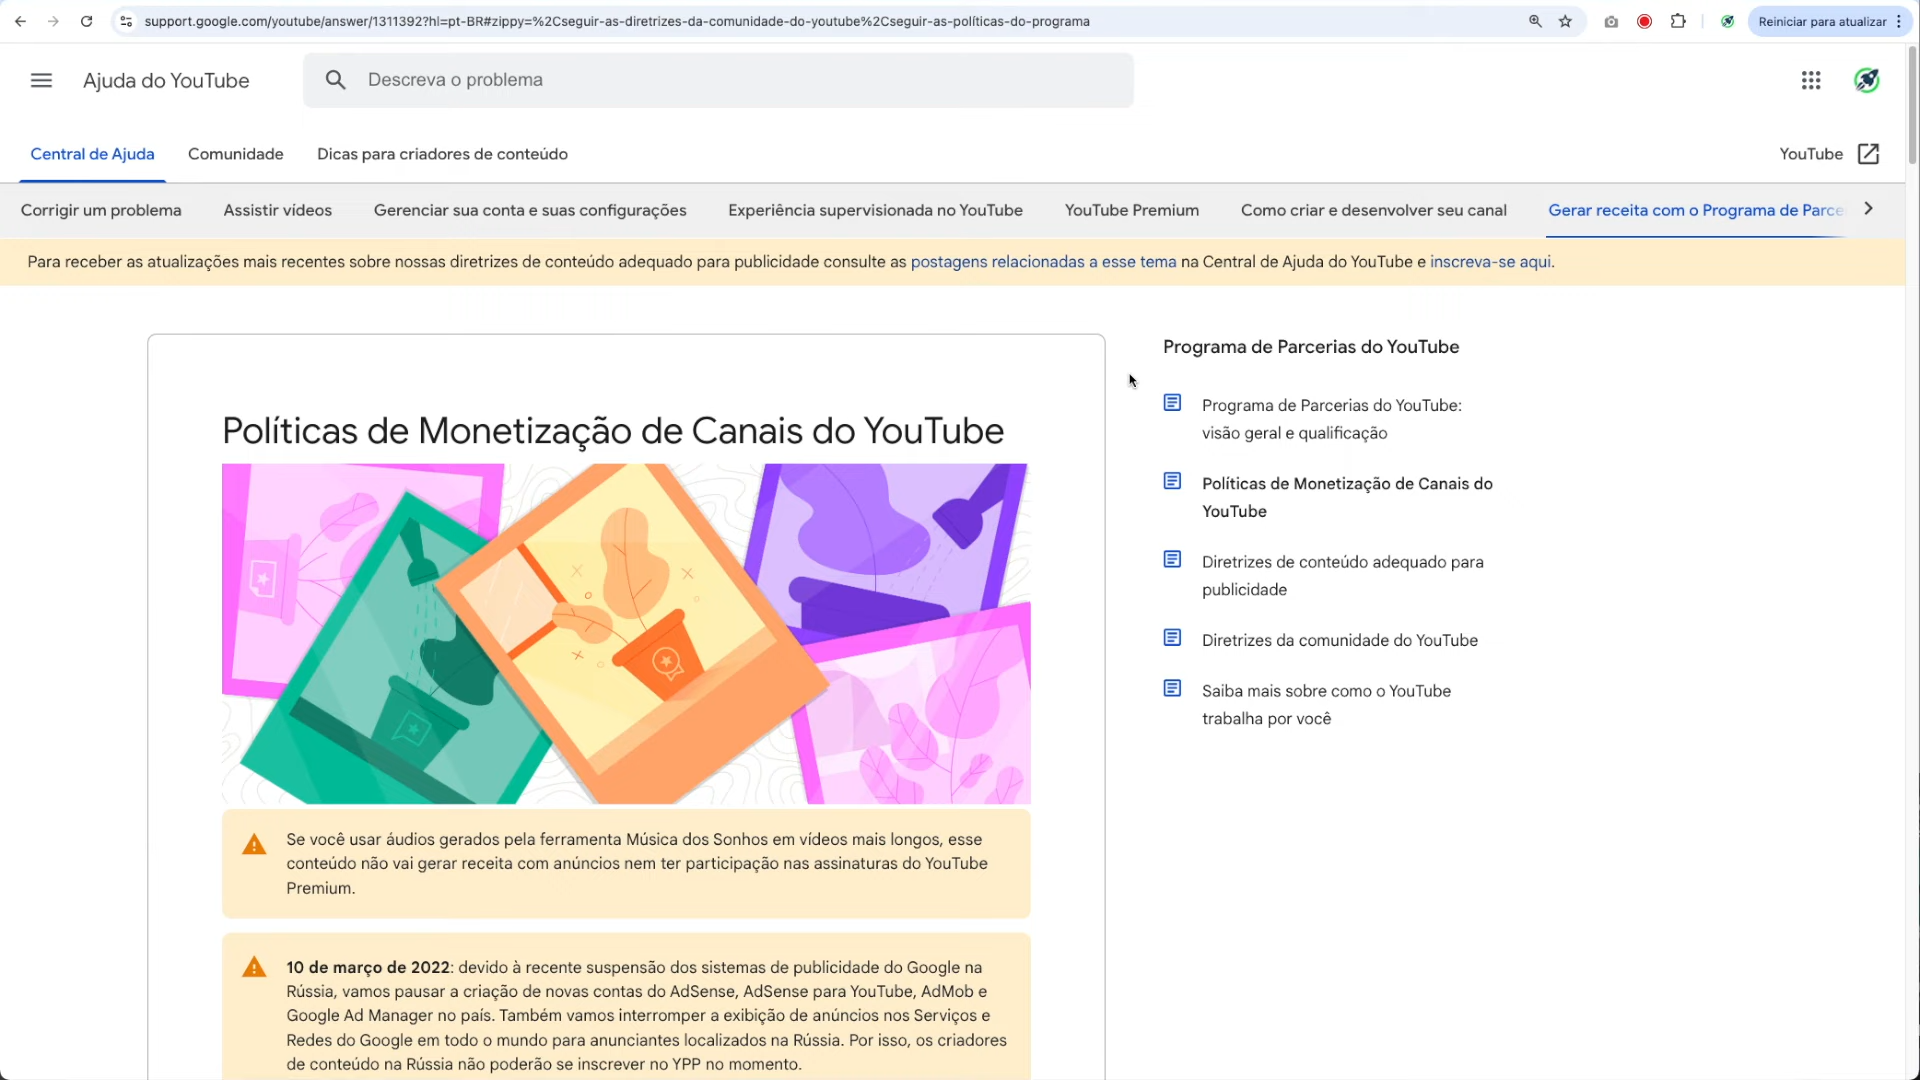 support.google.com/youtube/answer/1311392?hl=pt-BR#zippy=%2Cseguir-as-diretrizes-da-comunidade-do-youtube%2Cseguir-as-políticas-do-programa
Reiniciar para atualizar
Ajuda do YouTube
Descreva o problema
Central de Ajuda
Comunidade
Dicas para criadores de conteúdo
YouTube
Corrigir um problema
Assistir vídeos
Gerenciar sua conta e suas configurações
Experiência supervisionada no YouTube
YouTube Premium
Como criar e desenvolver seu canal
Gerar receita com o Programa de Parce
Para receber as atualizações mais recentes sobre nossas diretrizes de conteúdo adequado para publicidade consulte as postagens relacionadas a esse tema na Central de Ajuda do YouTube e inscreva-se aqui.
Políticas de Monetização de Canais do YouTube
Se você usar áudios gerados pela ferramenta Música dos Sonhos em vídeos mais longos, esse
conteúdo não vai gerar receita com anúncios nem ter participação nas assinaturas do YouTube
Premium.
10 de março de 2022: devido à recente suspensão dos sistemas de publicidade do Google na
Rússia, vamos pausar a criação de novas contas do AdSense, AdSense para YouTube, AdMob e
Google Ad Manager no país. Também vamos interromper a exibição de anúncios nos Serviços e
Redes do Google em todo o mundo para anunciantes localizados na Rússia. Por isso, os criadores
de conteúdo na Rússia não poderão se inscrever no YPP no momento.
Programa de Parcerias do YouTube
Programa de Parcerias do YouTube:
visão geral e qualificação
Políticas de Monetização de Canais do
YouTube
Diretrizes de conteúdo adequado para
publicidade
Diretrizes da comunidade do YouTube
Saiba mais sobre como o YouTube
trabalha por você